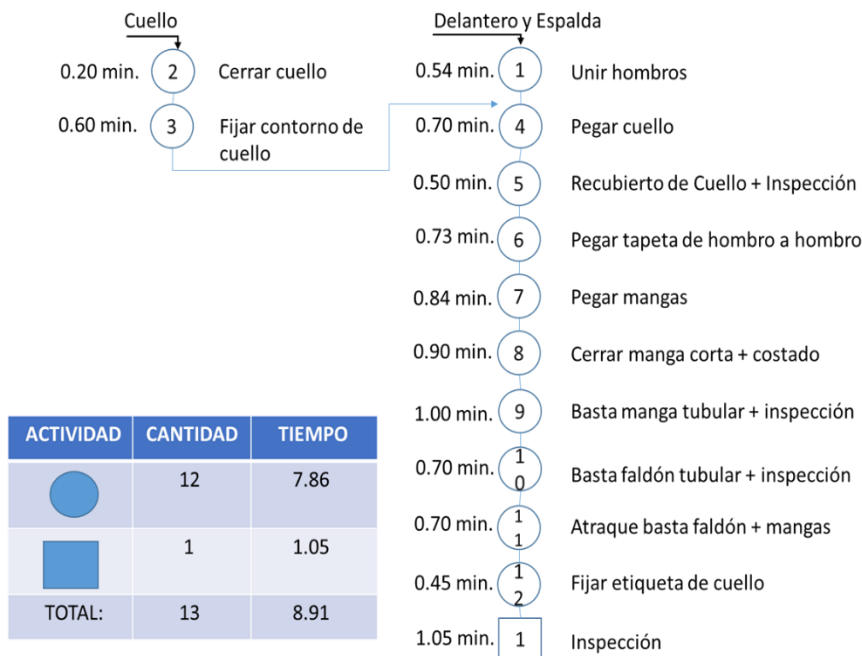 Cuello
0.20 min. 2 Cerrar cuello
0.60 min. 3 Fijar contorno de
cuello
Delantero y Espalda
0.54 min. 1 Unir hombros
0.70 min. 4 Pegar cuello
0.50 min. 5 Recubierto de Cuello + Inspección
0.73 min. 6 Pegar tapeta de hombro a hombro
0.84 min. 7 Pegar mangas
0.90 min. 8 Cerrar manga corta + costado
1.00 min. 9 Basta manga tubular + inspección
0.70 min. 10 Basta faldón tubular + inspección
0.70 min. 11 Atraque basta faldón + mangas
0.45 min. 12 Fijar etiqueta de cuello
1.05 min. 1 Inspección
ACTIVIDAD CANTIDAD TIEMPO
12 7.86
1 1.05
TOTAL: 13 8.91